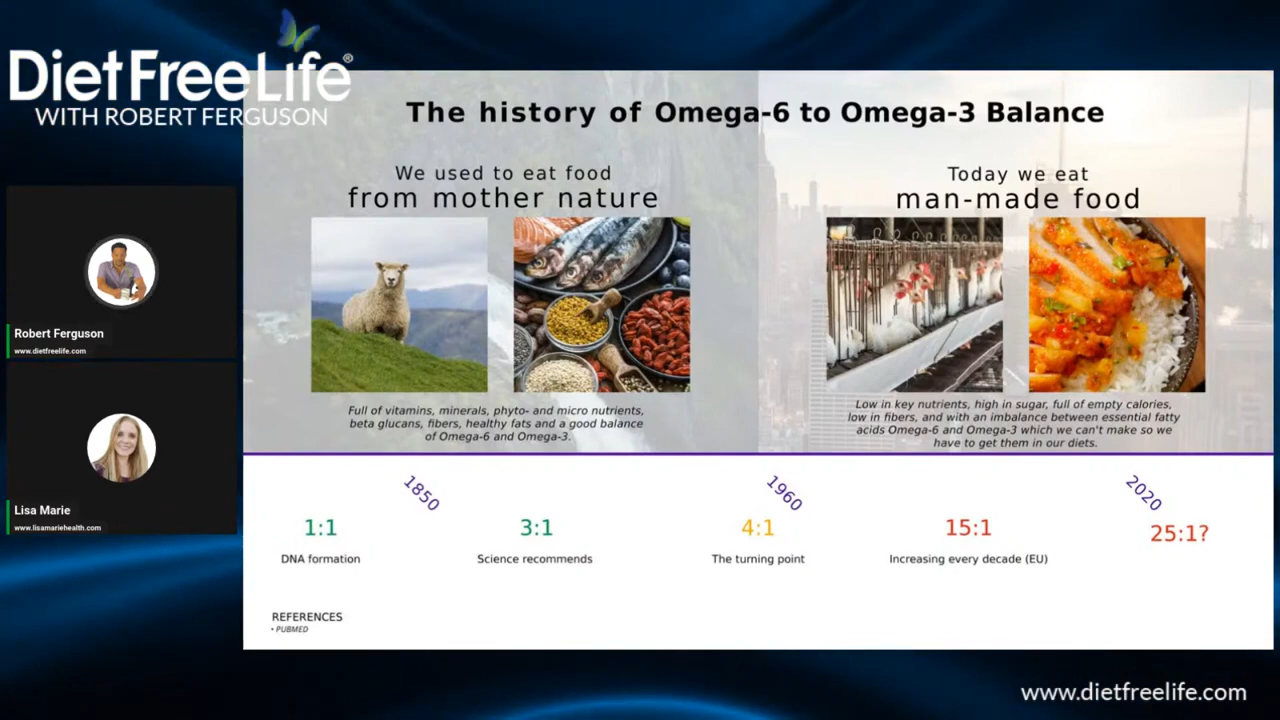 DietFreeLife®
WITH ROBERT FERGUSON
The history of Omega-6 to Omega-3 Balance
We used to eat food
from mother nature
Today we eat
man-made food
Full of vitamins, minerals, phyto- and micro nutrients,
beta glucans, fibers, healthy fats and a good balance
of Omega-6 and Omega-3.
Low in key nutrients, high in sugar, full of empty calories,
low in fibers, and with an imbalance between essential fatty
acids Omega-6 and Omega-3 which we can't make so we
have to get them in our diets.
Robert Ferguson
www.dietfreelife.com
Lisa Marie
www.lisamariehealth.com
1850
1960
2020
1:1
3:1
4:1
15:1
25:1?
DNA formation
Science recommends
The turning point
Increasing every decade (EU)
REFERENCES
• PUBMED
www.dietfreelife.com